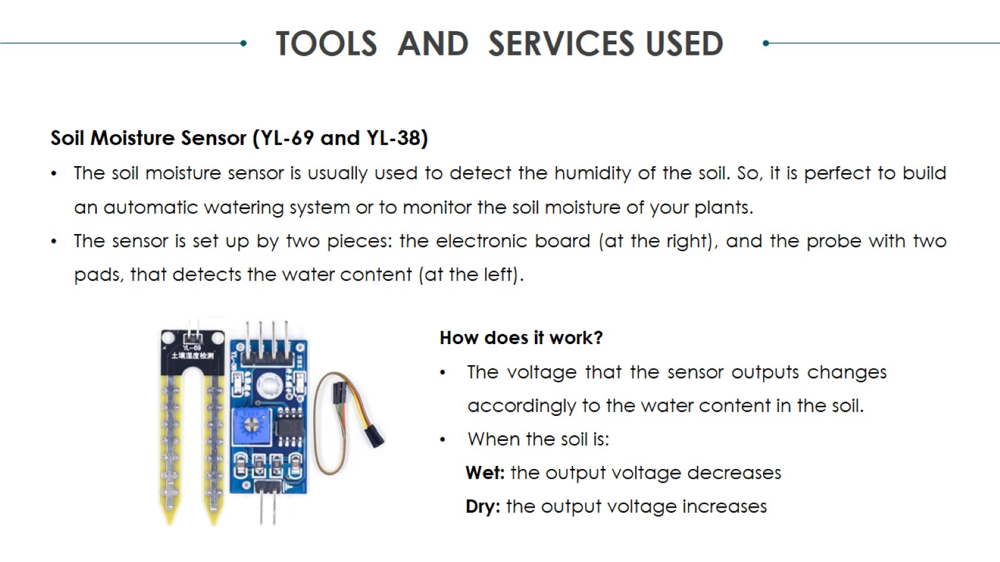 TOOLS AND SERVICES USED
Soil Moisture Sensor (YL-69 and YL-38)
• The soil moisture sensor is usually used to detect the humidity of the soil. So, it is perfect to build
an automatic watering system or to monitor the soil moisture of your plants.
• The sensor is set up by two pieces: the electronic board (at the right), and the probe with two
pads, that detects the water content (at the left).
YL-69
土壤湿度检测
How does it work?
• The voltage that the sensor outputs changes
accordingly to the water content in the soil.
• When the soil is:
Wet: the output voltage decreases
Dry: the output voltage increases